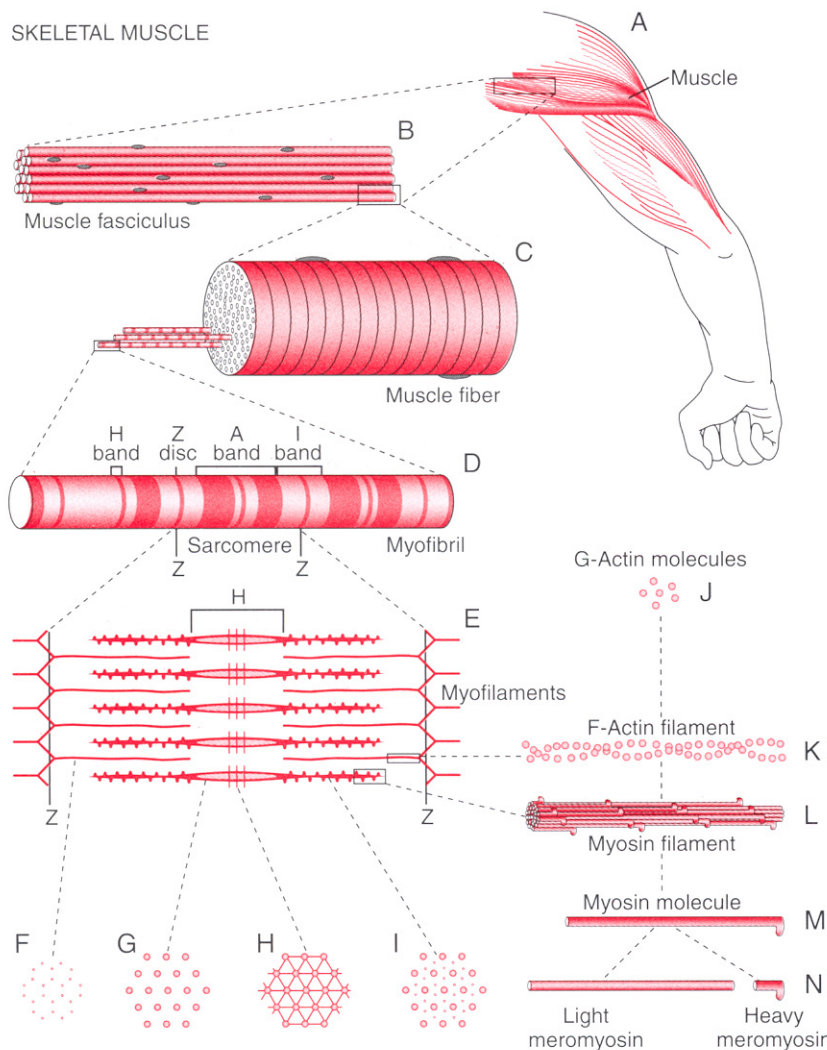 SKELETAL MUSCLE
A
Muscle
B
Muscle fasciculus
C
Muscle fiber
H
band
Z
disc
A
band
I
band
D
Sarcomere
Myofibril
Z
Z
H
E
Myofilaments
Z
Z
G-Actin molecules
J
F-Actin filament
K
L
Myosin filament
Myosin molecule
M
N
Light
meromyosin
Heavy
meromyosin
F
G
H
I